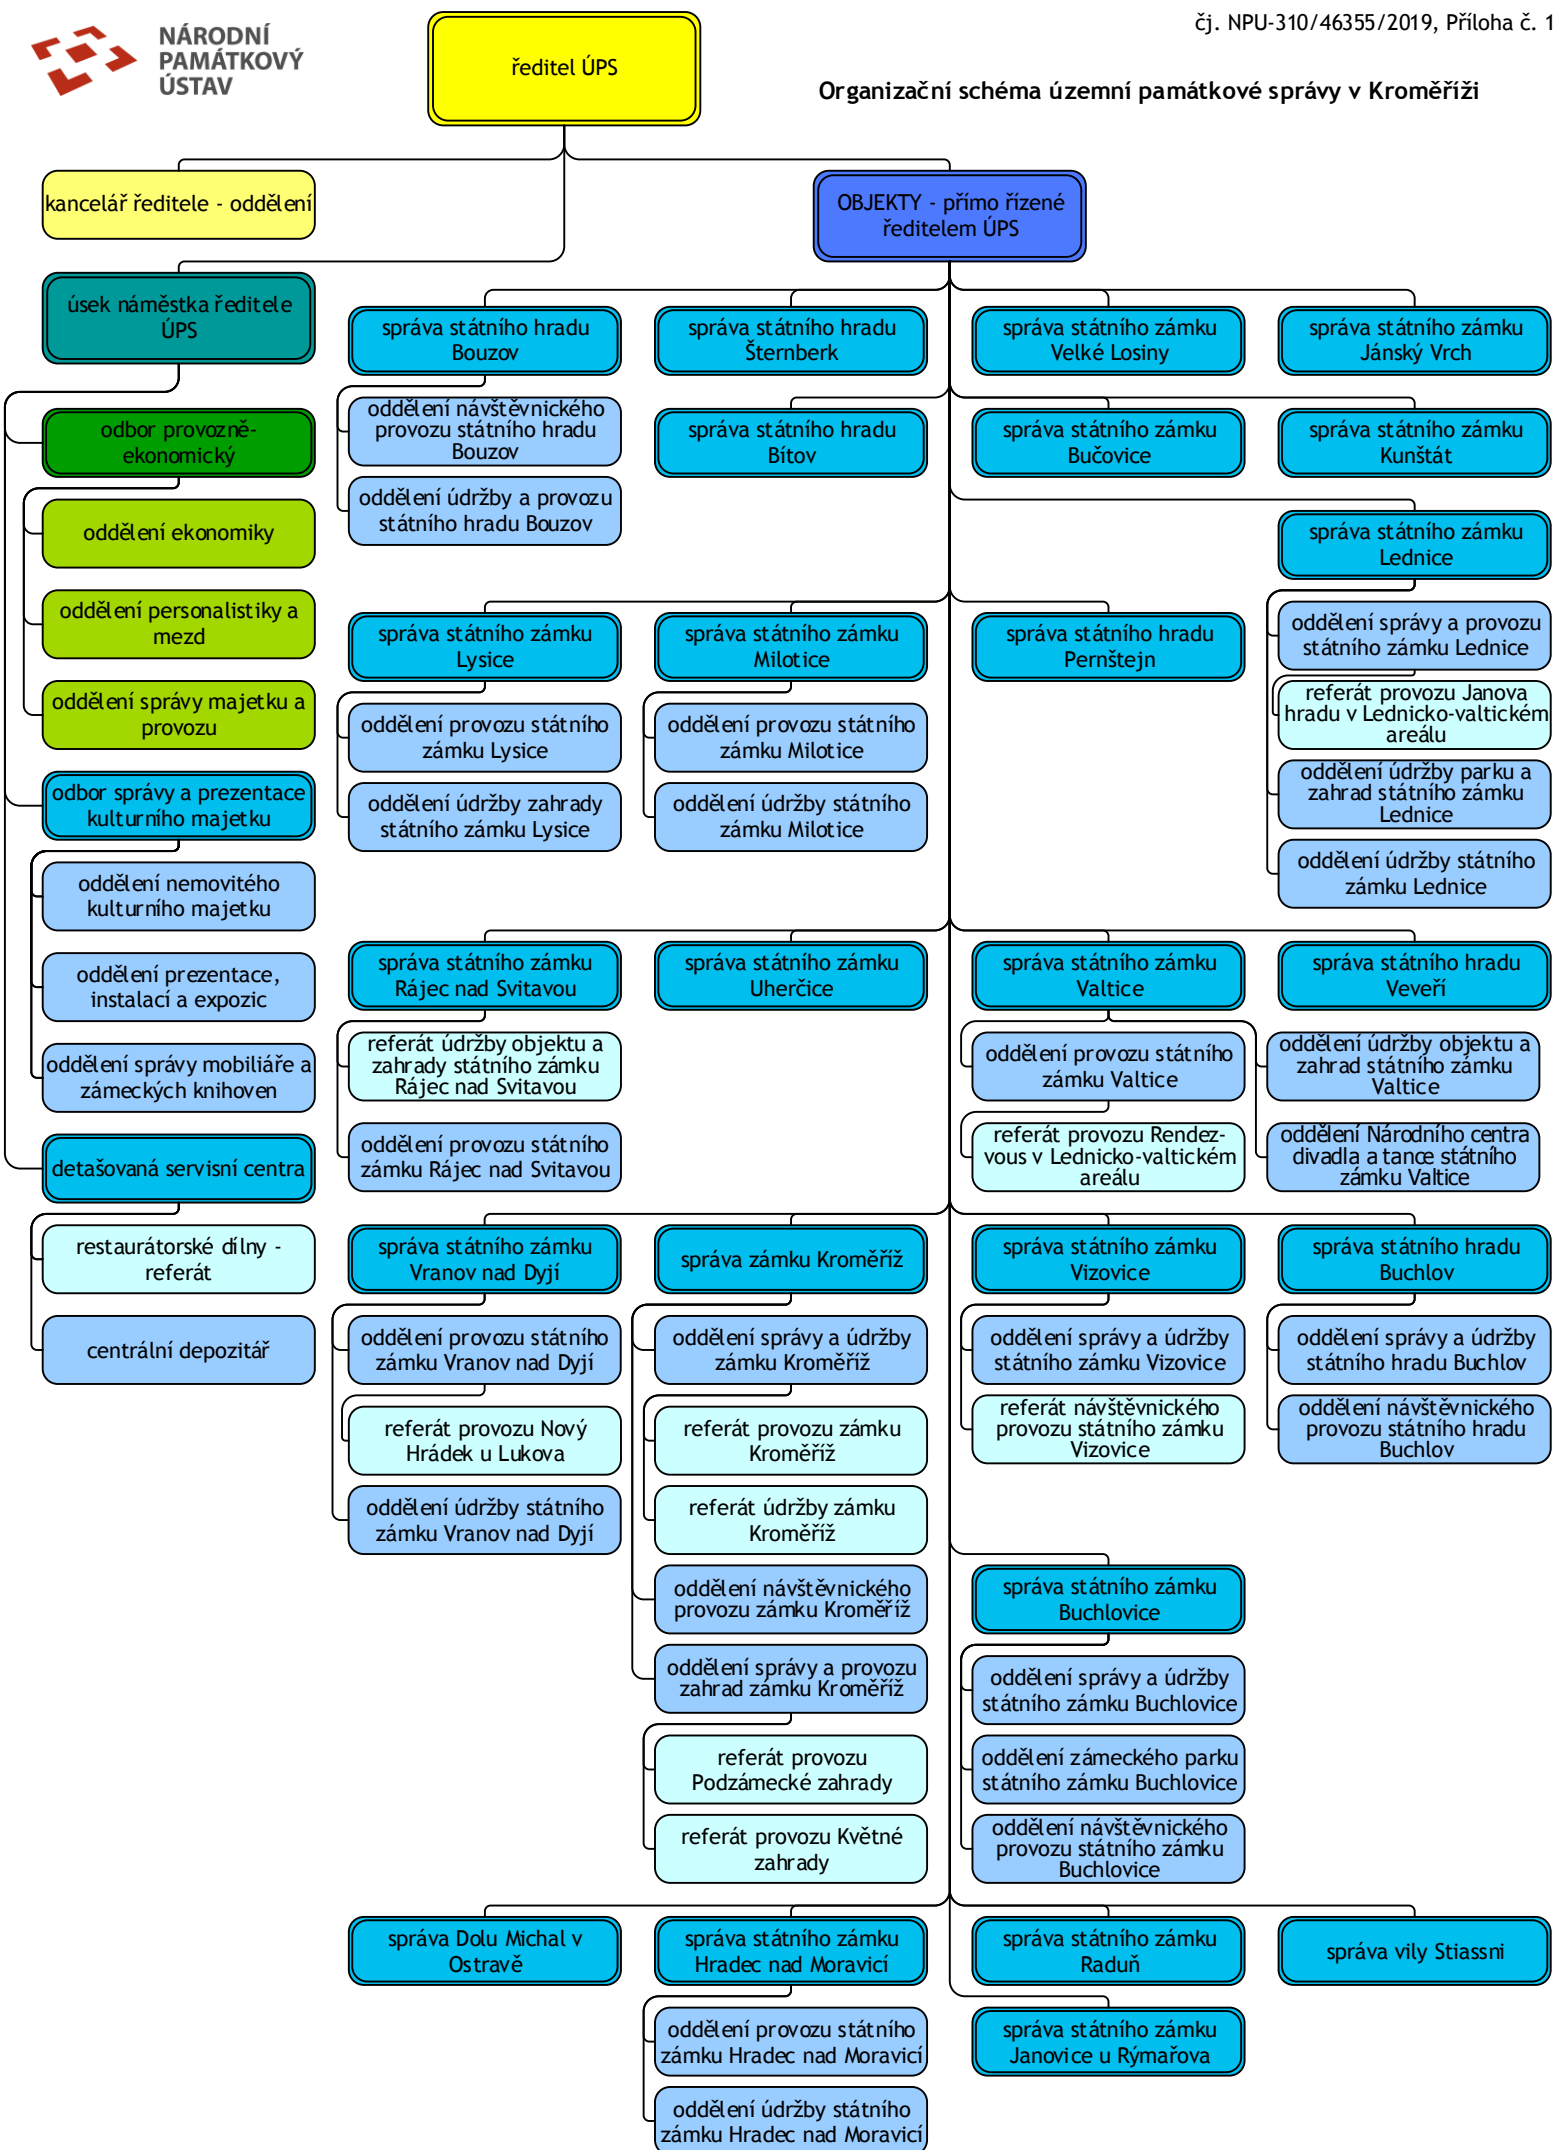 NÁRODNÍ
PAMÁTKOVÝ
ÚSTAV
čj. NPU-310/46355/2019, Příloha č. 1
Organizační schéma územní památkové správy v Kroměříži
ředitel ÚPS
kancelář ředitele - oddělení
OBJEKTY - přímo řízené
ředitelem ÚPS
úsek náměstka ředitele
ÚPS
odbor provozně-
ekonomický
oddělení ekonomiky
oddělení personalistiky a
mezd
oddělení správy majetku a
provozu
odbor správy a prezentace
kulturního majetku
oddělení nemovitého
kulturního majetku
oddělení prezentace,
instalací a expozic
oddělení správy mobiliáře a
zámeckých knihoven
detašovaná servisní centra
restaurátorské dílny -
referát
centrální depozitář
správa státního hradu
Bouzov
oddělení návštěvnického
provozu státního hradu
Bouzov
oddělení údržby a provozu
státního hradu Bouzov
správa státního hradu
Šternberk
správa státního zámku
Velké Losiny
správa státního zámku
Jánský Vrch
správa státního hradu
Bítov
správa státního zámku
Bučovice
správa státního zámku
Kunštát
správa státního zámku
Lednice
oddělení správy a provozu
státního zámku Lednice
referát provozu Janova
hradu v Lednicko-valtickém
areálu
oddělení údržby parku a
zahrad státního zámku
Lednice
oddělení údržby státního
zámku Lednice
správa státního zámku
Lysice
oddělení provozu státního
zámku Lysice
oddělení údržby zahrady
státního zámku Lysice
správa státního zámku
Milotice
oddělení provozu státního
zámku Milotice
oddělení údržby státního
zámku Milotice
správa státního hradu
Pernštejn
správa státního zámku
Rájec nad Svitavou
referát údržby objektu a
zahrady státního zámku
Rájec nad Svitavou
oddělení provozu státního
zámku Rájec nad Svitavou
správa státního zámku
Uherčice
správa státního zámku
Valtice
oddělení provozu státního
zámku Valtice
referát provozu Rendez-
vous v Lednicko-valtickém
areálu
oddělení údržby objektu a
zahrad státního zámku
Valtice
oddělení Národního centra
divadla a tance státního
zámku Valtice
správa státního hradu
Veveří
správa státního zámku
Vranov nad Dyjí
oddělení provozu státního
zámku Vranov nad Dyjí
referát provozu Nový
Hrádek u Lukova
oddělení údržby státního
zámku Vranov nad Dyjí
správa zámku Kroměříž
oddělení správy a údržby
zámku Kroměříž
referát provozu zámku
Kroměříž
referát údržby zámku
Kroměříž
oddělení návštěvnického
provozu zámku Kroměříž
oddělení správy a provozu
zahrad zámku Kroměříž
referát provozu
Podzámecké zahrady
referát provozu Květné
zahrady
správa státního zámku
Vizovice
oddělení správy a údržby
státního zámku Vizovice
referát návštěvnického
provozu státního zámku
Vizovice
správa státního hradu
Buchlov
oddělení správy a údržby
státního hradu Buchlov
oddělení návštěvnického
provozu státního hradu
Buchlov
správa státního zámku
Buchlovice
oddělení správy a údržby
státního zámku Buchlovice
oddělení zámeckého parku
státního zámku Buchlovice
oddělení návštěvnického
provozu státního zámku
Buchlovice
správa Dolu Michal v
Ostravě
správa státního zámku
Hradec nad Moravicí
oddělení provozu státního
zámku Hradec nad Moravicí
oddělení údržby státního
zámku Hradec nad Moravicí
správa státního zámku
Raduň
správa vily Stiassni
správa státního zámku
Janovice u Rýmařova